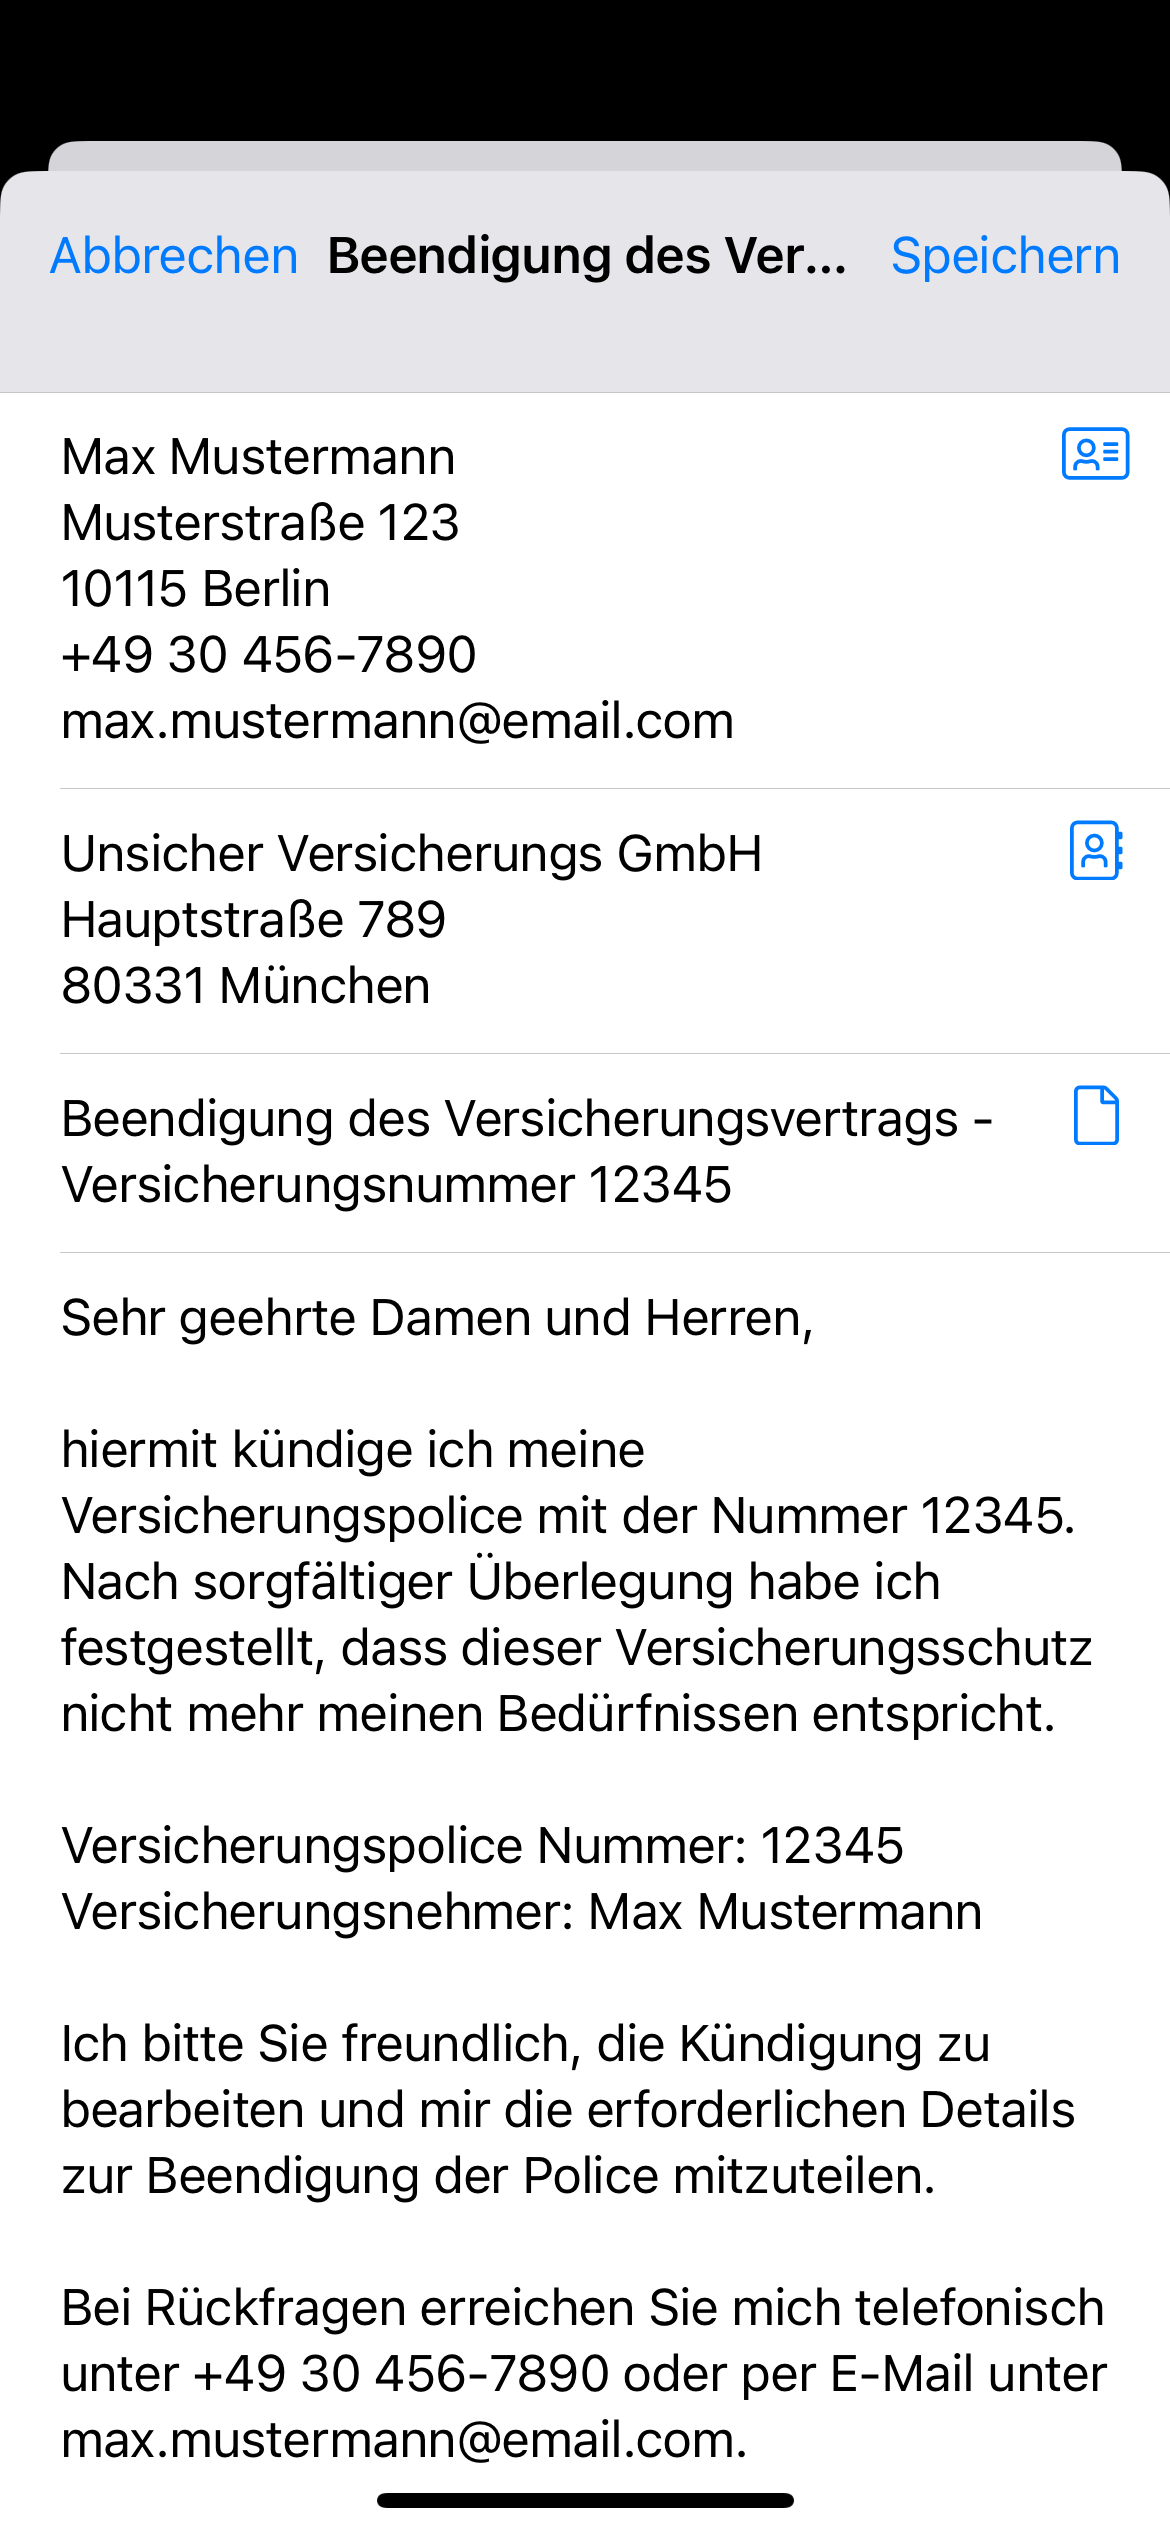 Abbrechen Beendigung des Ver... Speichern
Max Mustermann
Musterstraße 123
10115 Berlin
+49 30 456-7890
max.mustermann@email.com
Unsicher Versicherungs GmbH
Hauptstraße 789
80331 München
Beendigung des Versicherungsvertrags -
Versicherungsnummer 12345
Sehr geehrte Damen und Herren,
hiermit kündige ich meine
Versicherungspolice mit der Nummer 12345.
Nach sorgfältiger Überlegung habe ich
festgestellt, dass dieser Versicherungsschutz
nicht mehr meinen Bedürfnissen entspricht.
Versicherungspolice Nummer: 12345
Versicherungsnehmer: Max Mustermann
Ich bitte Sie freundlich, die Kündigung zu
bearbeiten und mir die erforderlichen Details
zur Beendigung der Police mitzuteilen.
Bei Rückfragen erreichen Sie mich telefonisch
unter +49 30 456-7890 oder per E-Mail unter
max.mustermann@email.com.